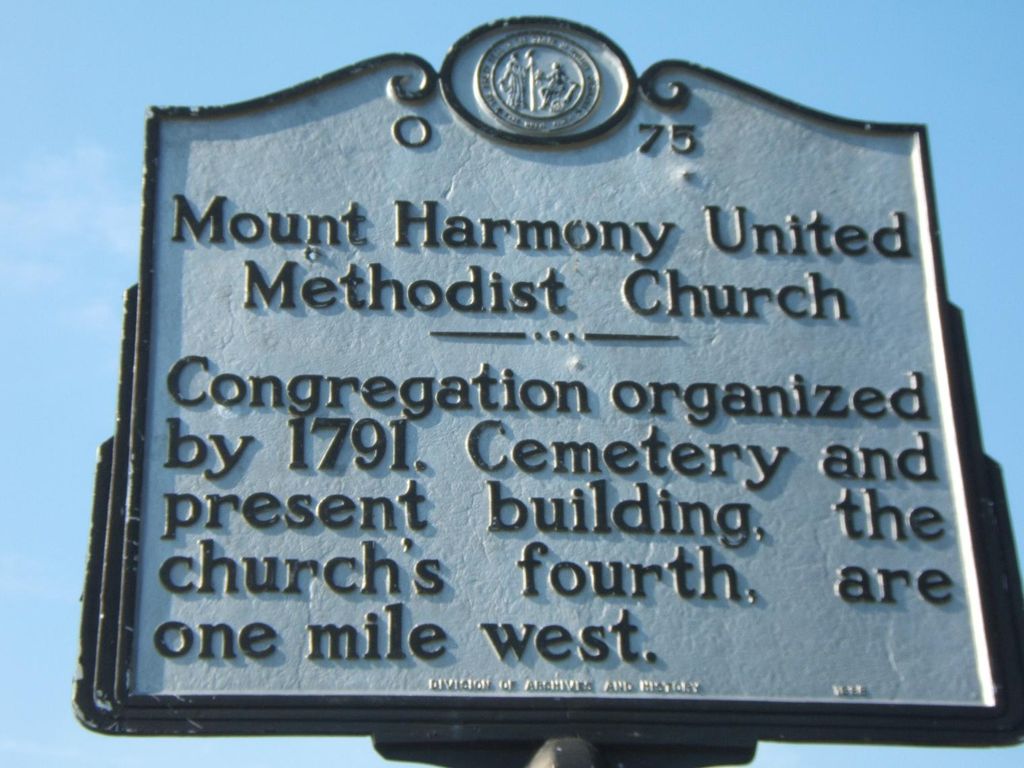 O 75
Mount Harmony United
Methodist Church
Congregation organized
by 1791. Cemetery and
present building, the
church's fourth, are
one mile west.
DIVISION OF ARCHIVES AND HISTORY